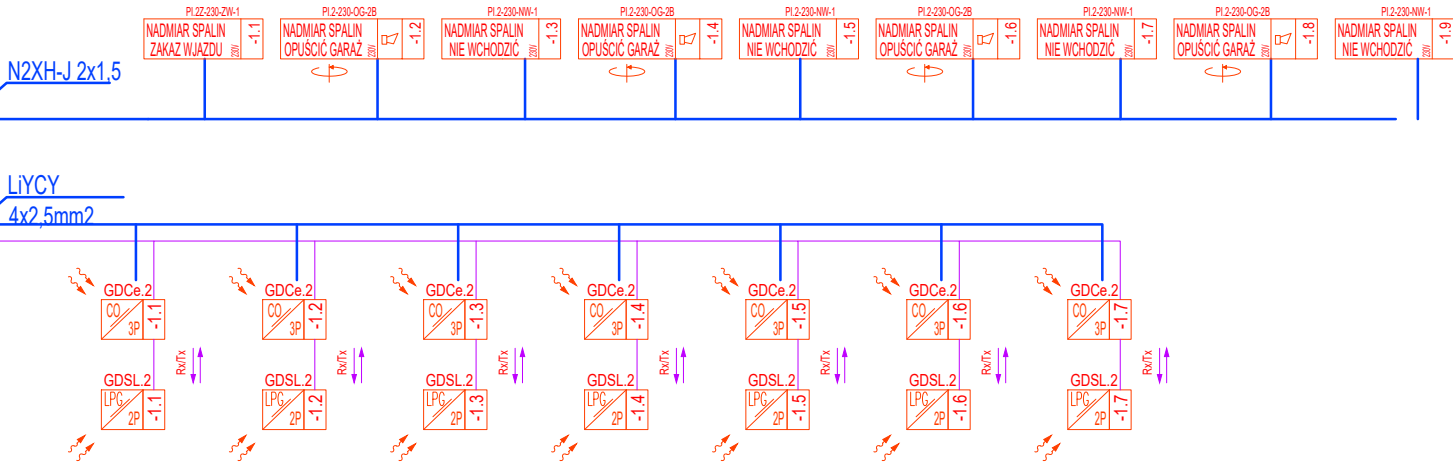 PI.2Z-230-ZW-1
NADMIAR SPALIN
ZAKAZ WJAZDU
230V
-1.1
PI.2-230-OG-2B
NADMIAR SPALIN
OPUŚCIĆ GARAŻ
230V
-1.2
PI.2-230-NW-1
NADMIAR SPALIN
NIE WCHODZIĆ
230V
-1.3
PI.2-230-OG-2B
NADMIAR SPALIN
OPUŚCIĆ GARAŻ
230V
-1.4
PI.2-230-NW-1
NADMIAR SPALIN
NIE WCHODZIĆ
230V
-1.5
PI.2-230-OG-2B
NADMIAR SPALIN
OPUŚCIĆ GARAŻ
230V
-1.6
PI.2-230-NW-1
NADMIAR SPALIN
NIE WCHODZIĆ
230V
-1.7
PI.2-230-OG-2B
NADMIAR SPALIN
OPUŚCIĆ GARAŻ
230V
-1.8
PI.2-230-NW-1
NADMIAR SPALIN
NIE WCHODZIĆ
230V
-1.9
N2XH-J 2x1,5
LiYCY
4x2,5mm2
GDCe.2
CO
3P
-1.1
GDCe.2
CO
3P
-1.2
GDCe.2
CO
3P
-1.3
GDCe.2
CO
3P
-1.4
GDCe.2
CO
3P
-1.5
GDCe.2
CO
3P
-1.6
GDCe.2
CO
3P
-1.7
Rx/Tx
Rx/Tx
Rx/Tx
Rx/Tx
Rx/Tx
Rx/Tx
Rx/Tx
GDSL.2
LPG
2P
-1.1
GDSL.2
LPG
2P
-1.2
GDSL.2
LPG
2P
-1.3
GDSL.2
LPG
2P
-1.4
GDSL.2
LPG
2P
-1.5
GDSL.2
LPG
2P
-1.6
GDSL.2
LPG
2P
-1.7